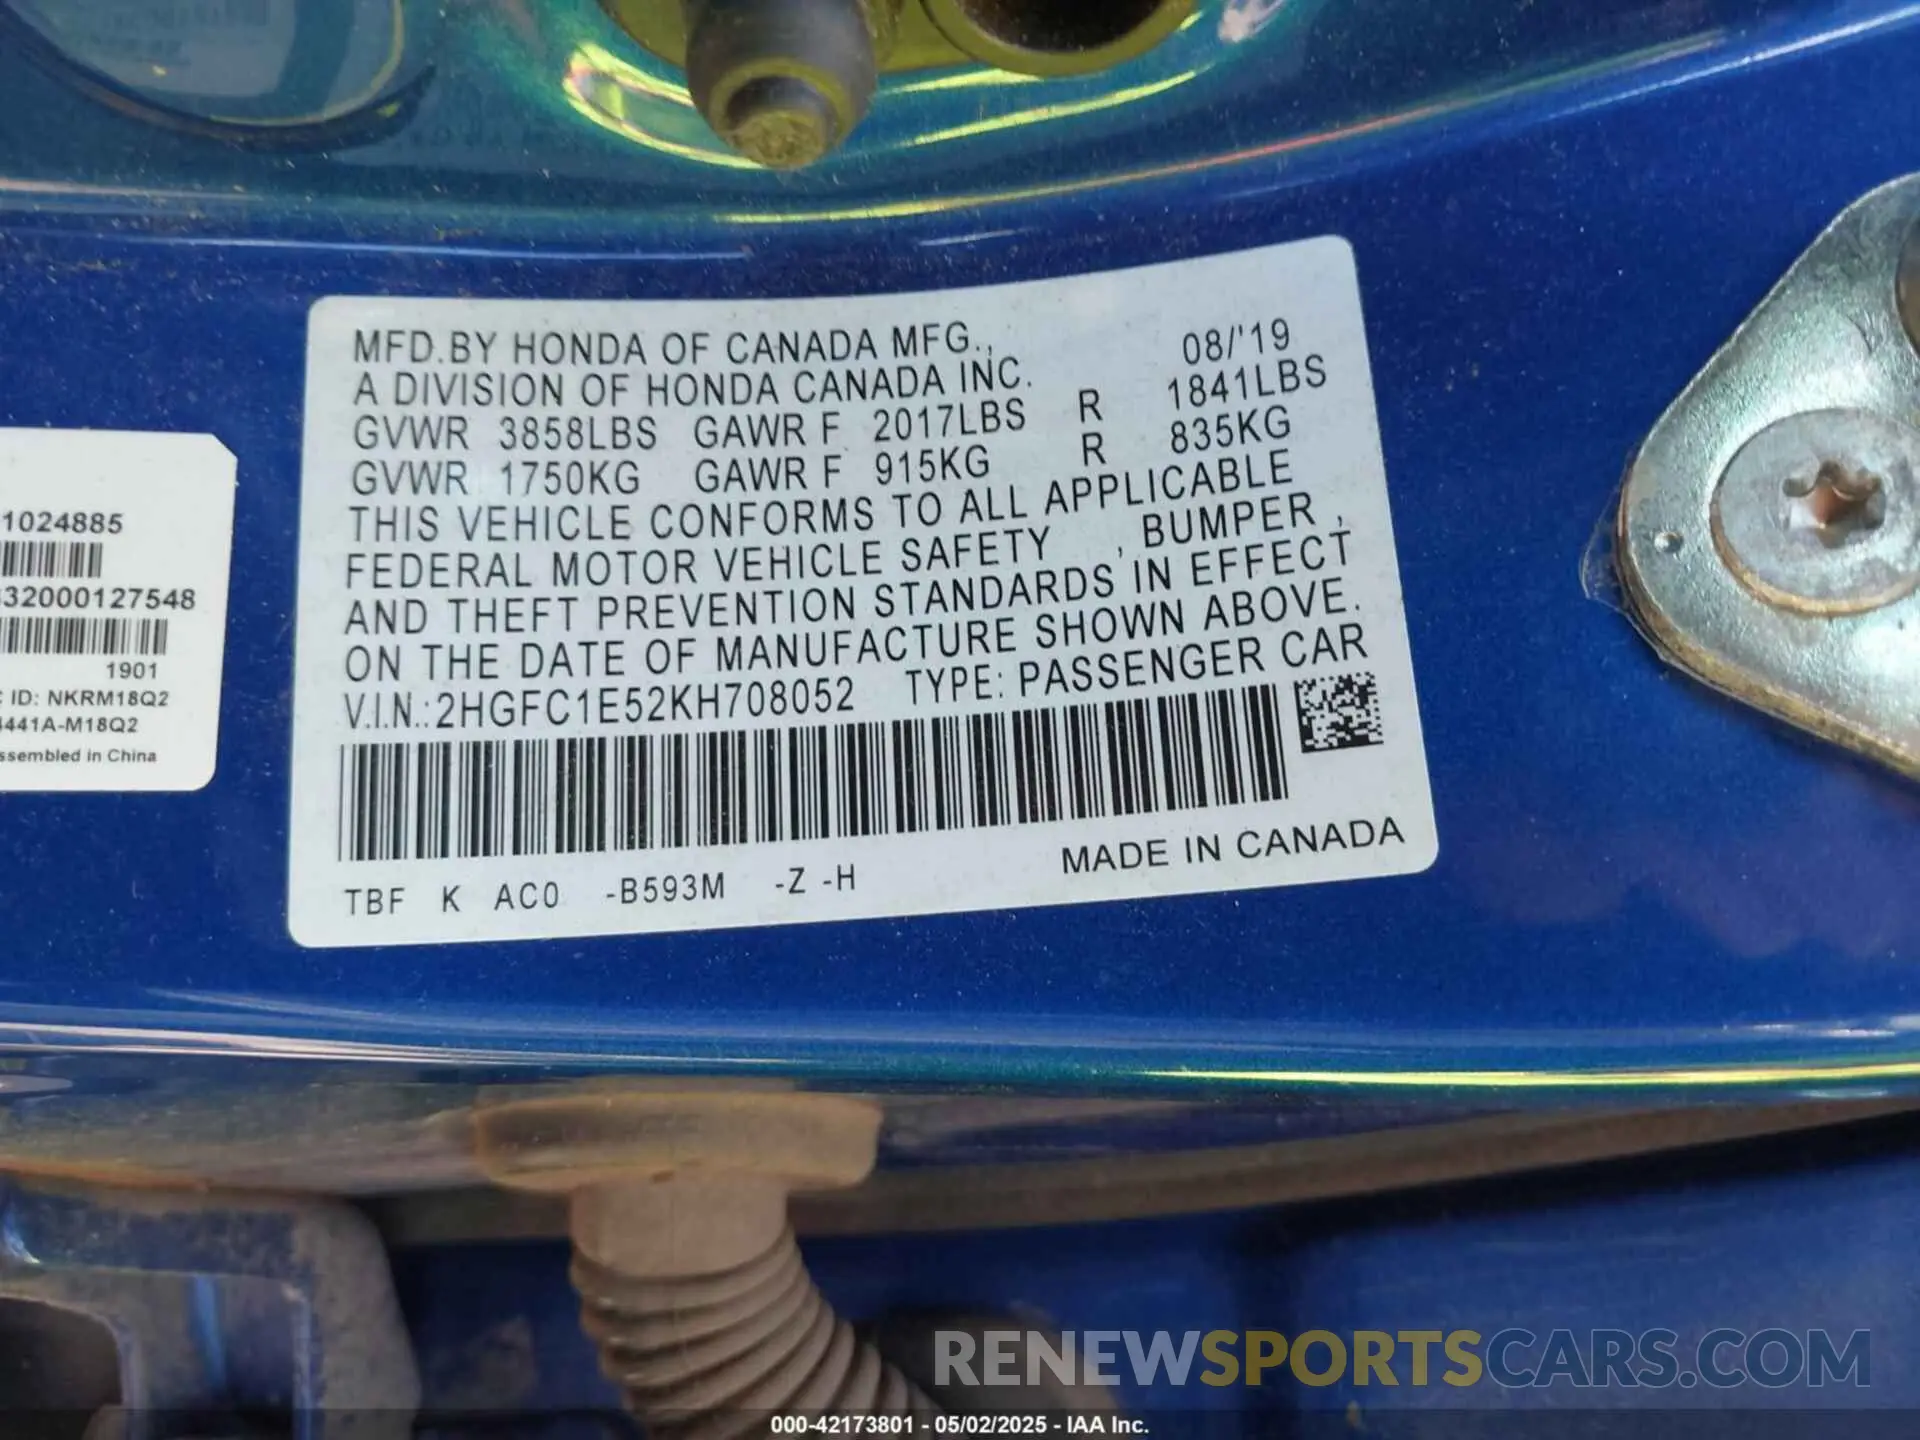 MFD.BY HONDA OF CANADA MFG., 08/'19
A DIVISION OF HONDA CANADA INC.
GVWR 3858LBS GAWR F 2017LBS R 1841LBS
GVWR 1750KG GAWR F 915KG R 835KG
THIS VEHICLE CONFORMS TO ALL APPLICABLE
FEDERAL MOTOR VEHICLE SAFETY , BUMPER ,
AND THEFT PREVENTION STANDARDS IN EFFECT
ON THE DATE OF MANUFACTURE SHOWN ABOVE.
V.I.N.:2HGFC1E52KH708052 TYPE: PASSENGER CAR
TBF K AC0 -B593M -Z -H MADE IN CANADA
1024885
32000127548
1901
ID: NKRM18Q2
441A-M18Q2
ssembled in China
RENEWSPORTSCARS.COM
000-42173801 - 05/02/2025 - IAA Inc.